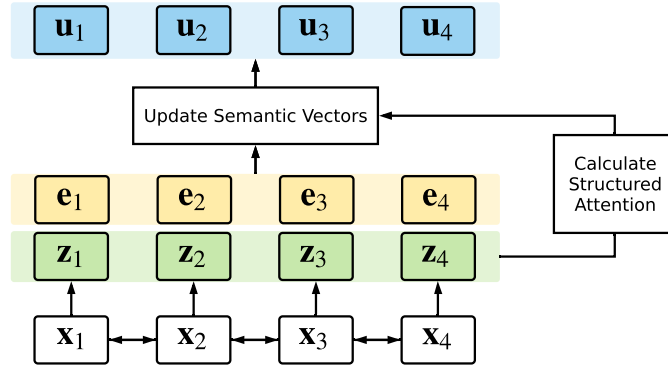 u1 u2 u3 u4
Update Semantic Vectors
Calculate
Structured
Attention
e1 e2 e3 e4
z1 z2 z3 z4
x1 x2 x3 x4